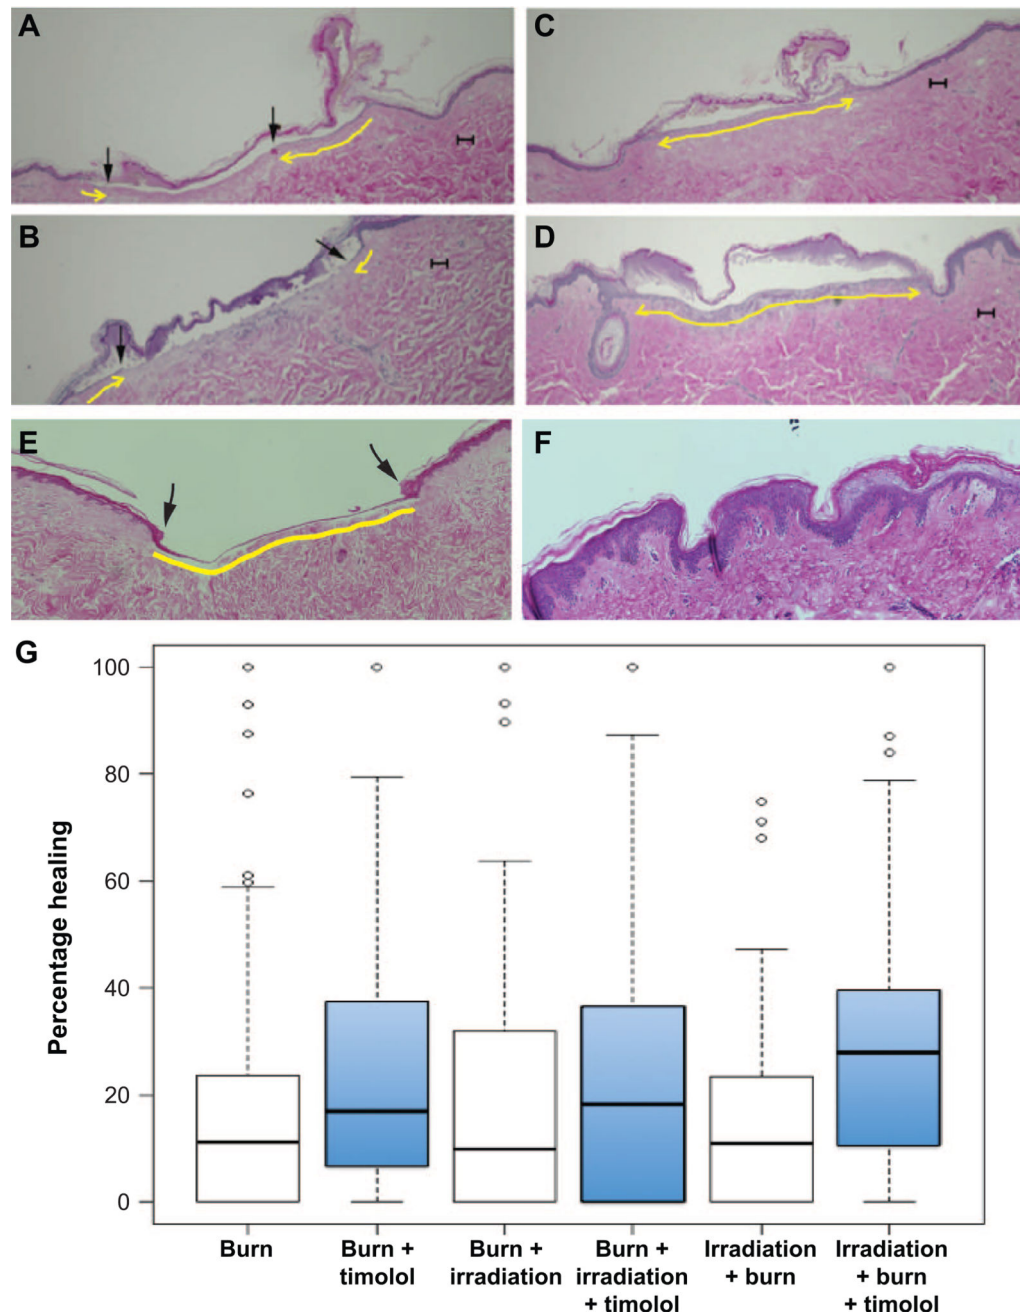 A
C
B
D
E
F
G
Percentage healing
100
80
60
40
20
0
Burn
Burn +
timolol
Burn +
irradiation
Burn +
irradiation
+ timolol
Irradiation
+ burn
Irradiation
+ burn
+ timolol